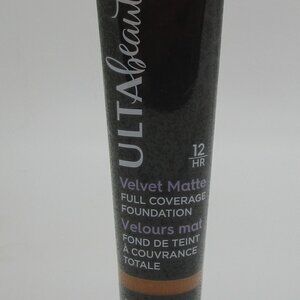 ULTA beauty
12
HR
Velvet Matte
FULL COVERAGE
FOUNDATION
Velours mat
FOND DE TEINT
À COUVRANCE
TOTALE